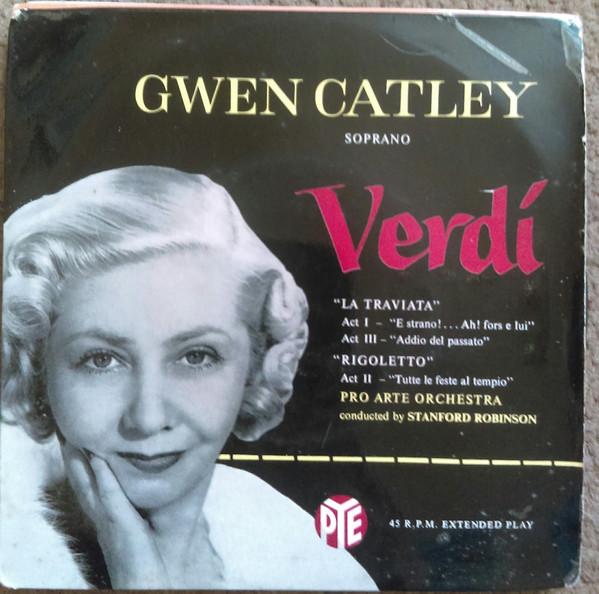 GWEN CATLEY
SOPRANO
Verdí
"LA TRAVIATA"
Act I – "E strano!...Ah! fors e lui"
Act III – "Addio del passato"
"RIGOLETTO"
Act II – "Tutte le feste al tempio"
PRO ARTE ORCHESTRA
conducted by STANFORD ROBINSON
PYE
45 R.P.M. EXTENDED PLAY